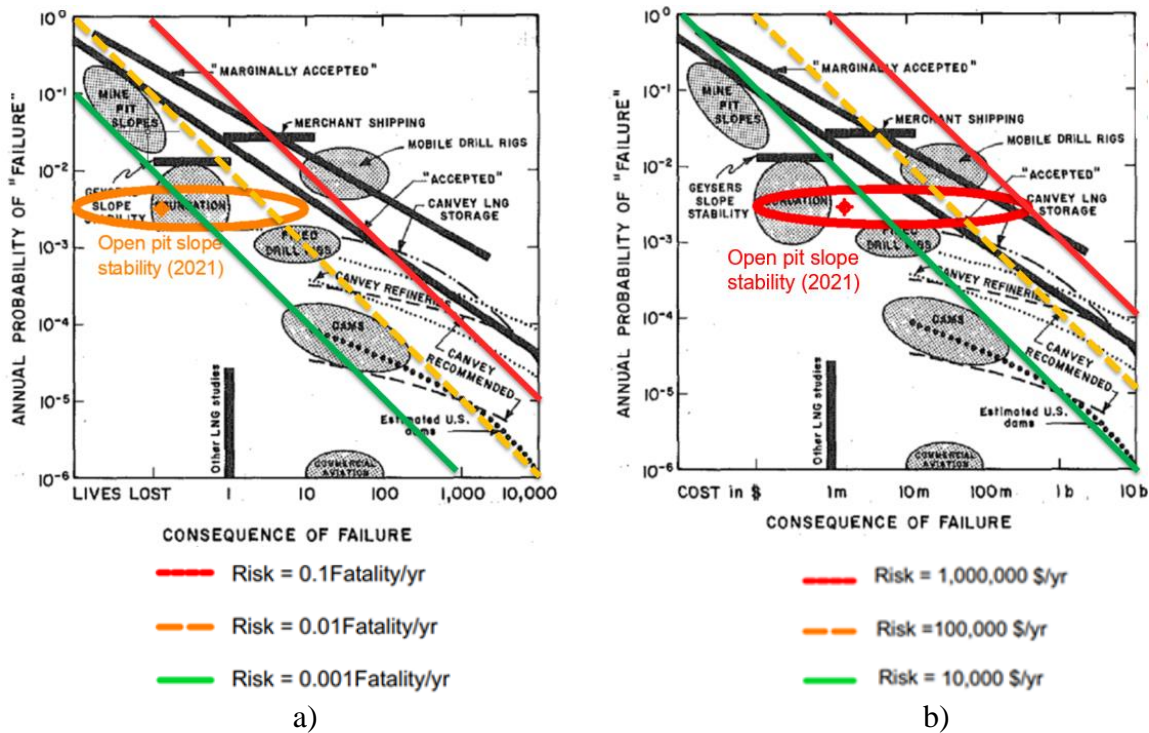 10⁰
10⁻¹
10⁻²
10⁻³
10⁻⁴
10⁻⁵
10⁻⁶
ANNUAL PROBABILITY OF "FAILURE"
"MARGINALLY ACCEPTED"
MINE
PIT
SLOPES
MERCHANT SHIPPING
MOBILE DRILL RIGS
GEYSERS
SLOPE
STABILITY
FOUNDATION
"ACCEPTED"
CANVEY LNG
STORAGE
Open pit slope
stability (2021)
FIXED
DRILL RIGS
CANVEY REFINERIES
DAMS
CANVEY
RECOMMENDED
Estimated U.S.
dams
Other LNG studies
COMMERCIAL
AVIATION
LIVES LOST 1 10 100 1,000 10,000
CONSEQUENCE OF FAILURE
Risk = 0.1Fatality/yr
Risk = 0.01Fatality/yr
Risk = 0.001Fatality/yr
a)
10⁰
10⁻¹
10⁻²
10⁻³
10⁻⁴
10⁻⁵
10⁻⁶
ANNUAL PROBABILITY OF "FAILURE"
"MARGINALLY ACCEPTED"
MINE
PIT
SLOPES
MERCHANT SHIPPING
MOBILE DRILL RIGS
GEYSERS
SLOPE
STABILITY
FOUNDATION
"ACCEPTED"
CANVEY LNG
STORAGE
Open pit slope
stability (2021)
FIXED
DRILL RIGS
CANVEY REFINERIES
DAMS
CANVEY
RECOMMENDED
Estimated U.S.
dams
Other LNG studies
COMMERCIAL
AVIATION
COST in $ 1m 10m 100m 1b 10b
CONSEQUENCE OF FAILURE
Risk = 1,000,000 $/yr
Risk =100,000 $/yr
Risk = 10,000 $/yr
b)